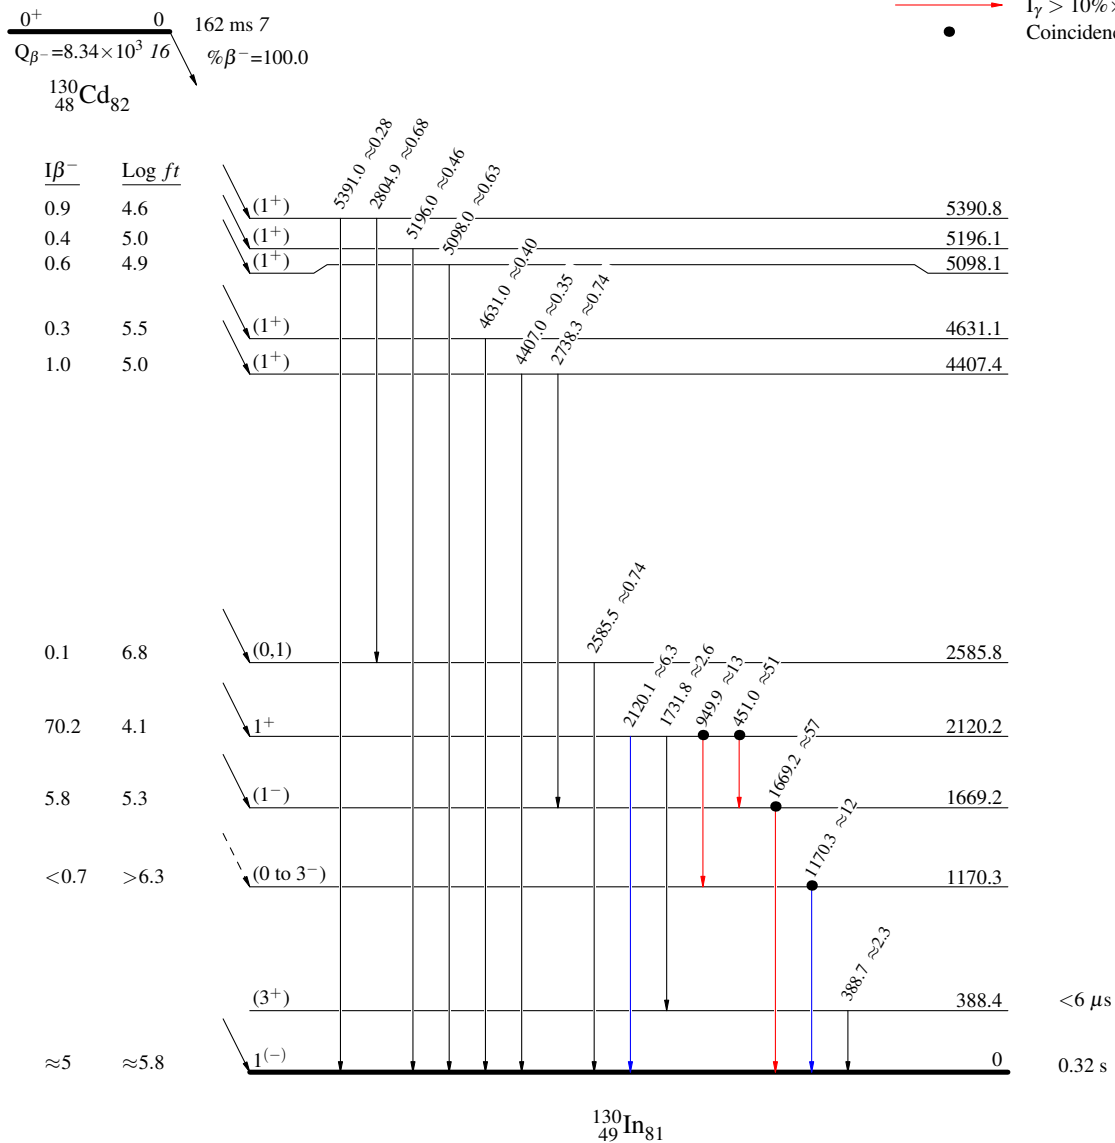 0⁺ 0 162 ms 7
Q_β−=8.34×10³ 16 %β⁻=100.0
¹³⁰₄₈Cd₈₂
I_γ > 10%×
Coincidenc
Iβ⁻ Log ft
5391.0 ≈0.28
2804.9 ≈0.68
5196.0 ≈0.46
5098.0 ≈0.63
4631.0 ≈0.40
4407.0 ≈0.35
2738.3 ≈0.74
0.9 4.6 (1⁺) 5390.8
0.4 5.0 (1⁺) 5196.1
0.6 4.9 (1⁺) 5098.1
0.3 5.5 (1⁺) 4631.1
1.0 5.0 (1⁺) 4407.4
2585.5 ≈0.74
0.1 6.8 (0,1) 2585.8
2120.1 ≈6.3
1731.8 ≈2.6
949.9 ≈13
451.0 ≈51
70.2 4.1 1⁺ 2120.2
1669.2 ≈57
5.8 5.3 (1⁻) 1669.2
1170.3 ≈12
<0.7 >6.3 (0 to 3⁻) 1170.3
388.7 ≈2.3
(3⁺) 388.4 <6 μs
≈5 ≈5.8 1⁽⁻⁾ 0 0.32 s
¹³⁰₄₉In₈₁